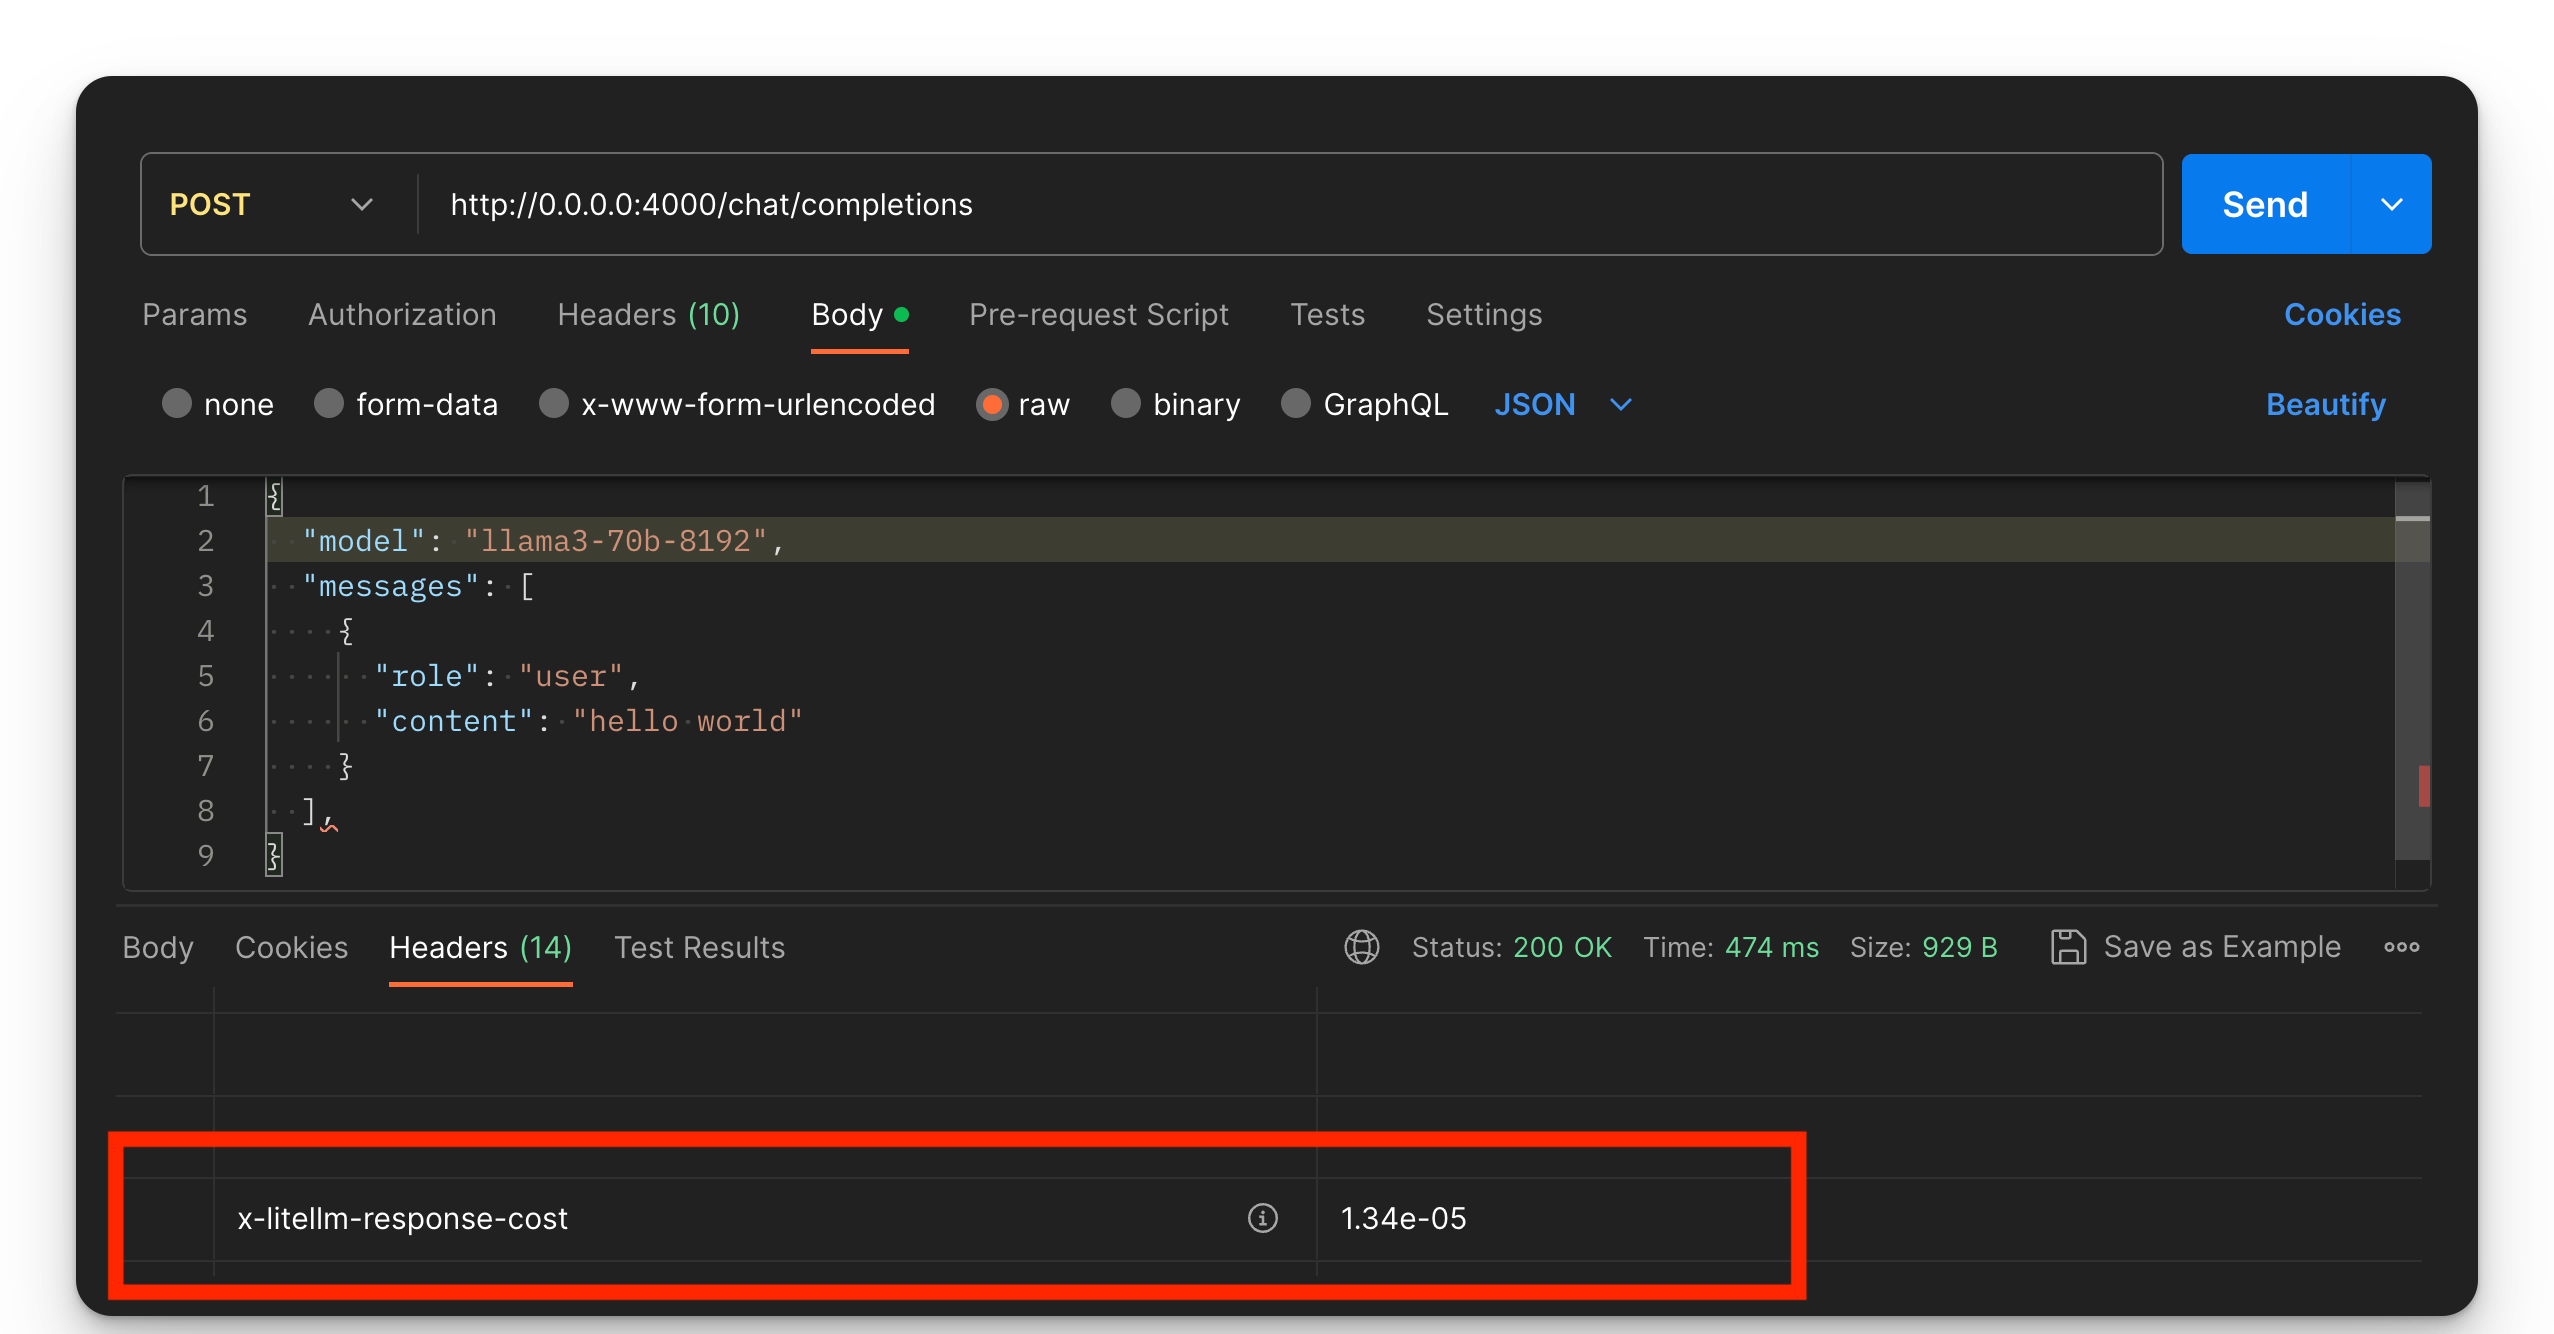 POST http://0.0.0.0:4000/chat/completions Send
Params Authorization Headers (10) Body Pre-request Script Tests Settings Cookies
none form-data x-www-form-urlencoded raw binary GraphQL JSON Beautify
1 {
2 "model": "llama3-70b-8192",
3 "messages": [
4 {
5 "role": "user",
6 "content": "hello world"
7 }
8 ],
9 }
Body Cookies Headers (14) Test Results Status: 200 OK Time: 474 ms Size: 929 B Save as Example
x-litellm-response-cost 1.34e-05